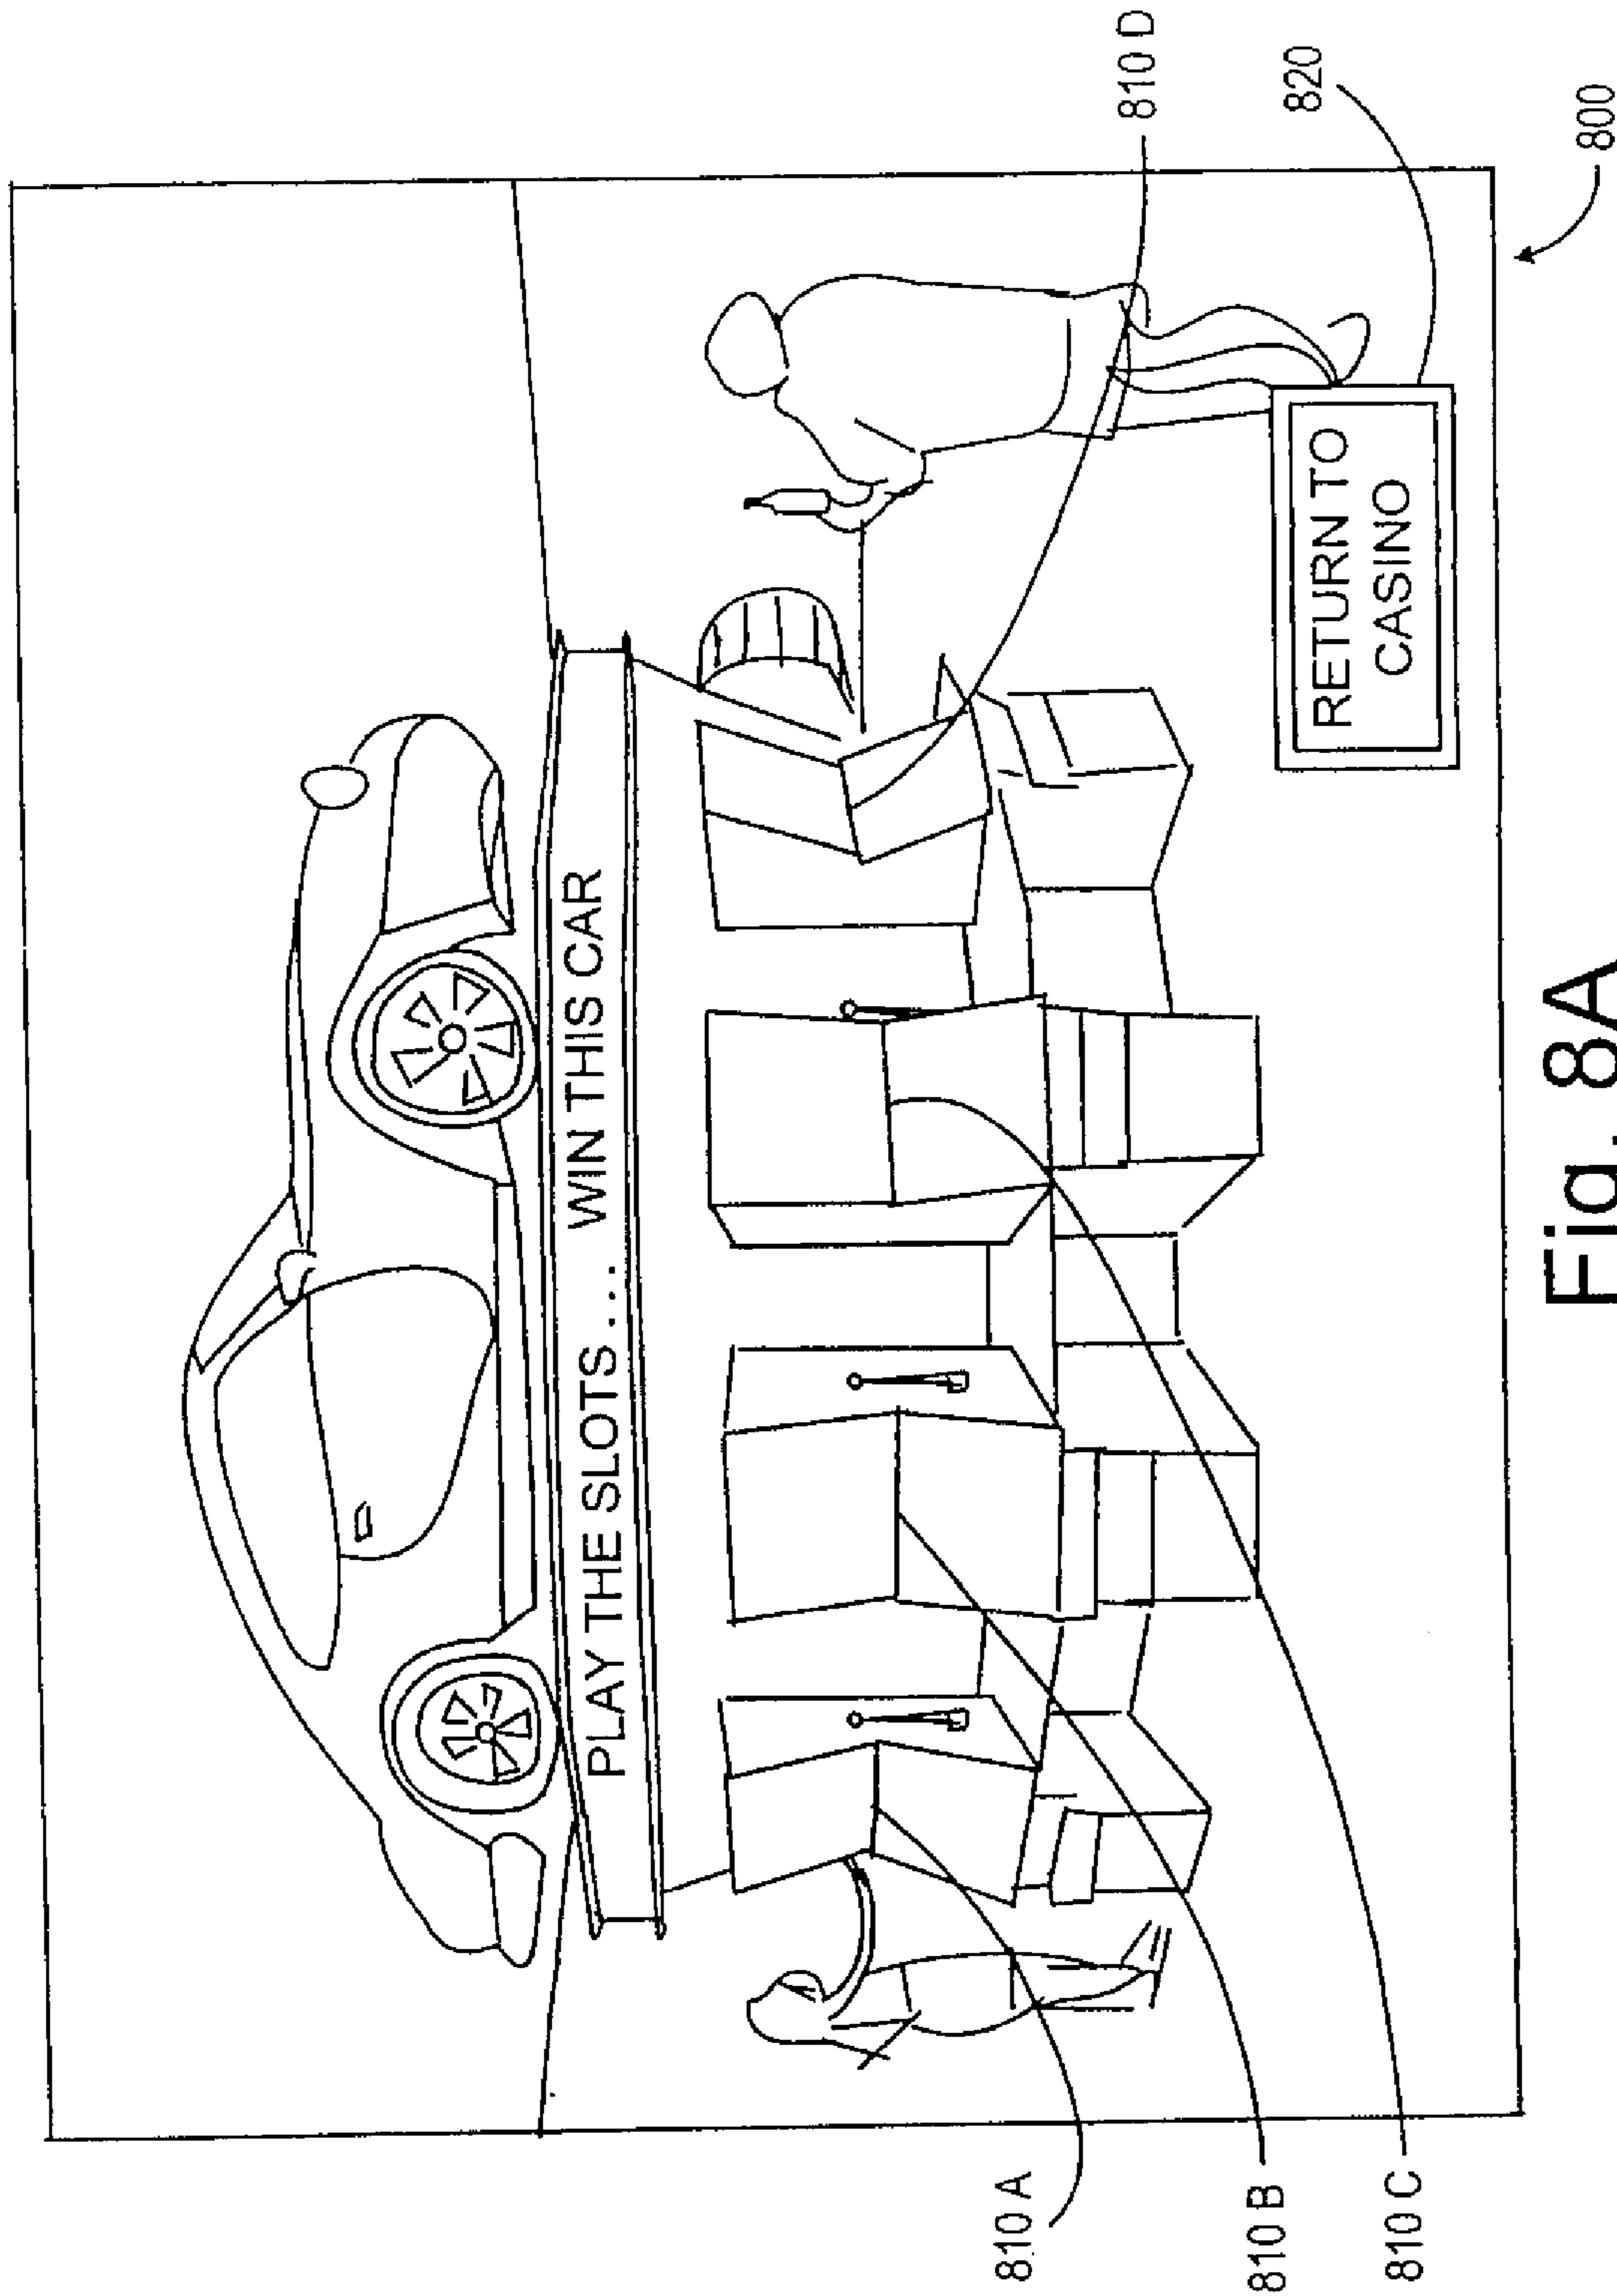 PLAY THE SLOTS .... WIN THIS CAR
810 D
RETURN TO
CASINO
820
810 A
810 B
810 C
800
Fig. 8A